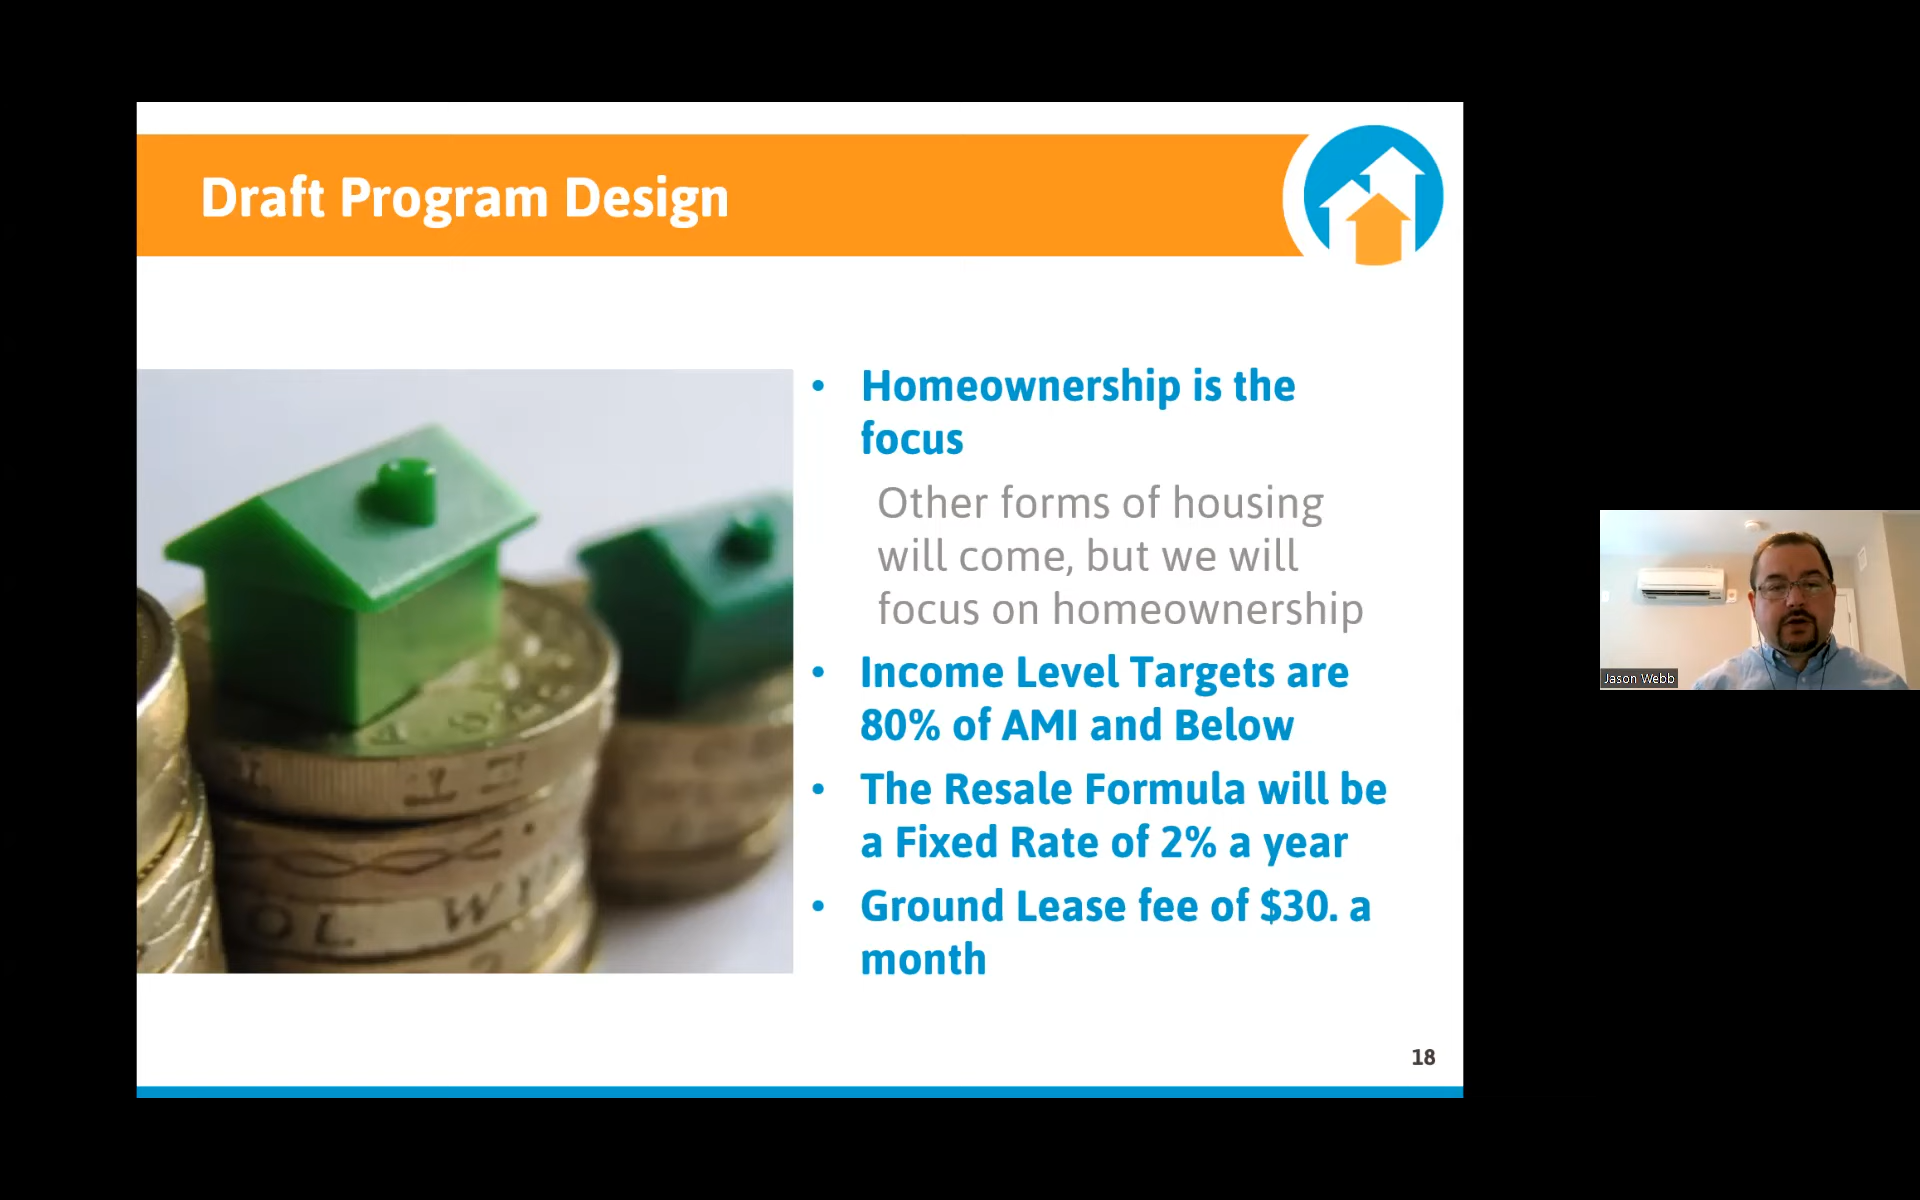 Draft Program Design
• Homeownership is the
focus
Other forms of housing
will come, but we will
focus on homeownership
• Income Level Targets are
80% of AMI and Below
• The Resale Formula will be
a Fixed Rate of 2% a year
• Ground Lease fee of $30. a
month
18
Jason Webb